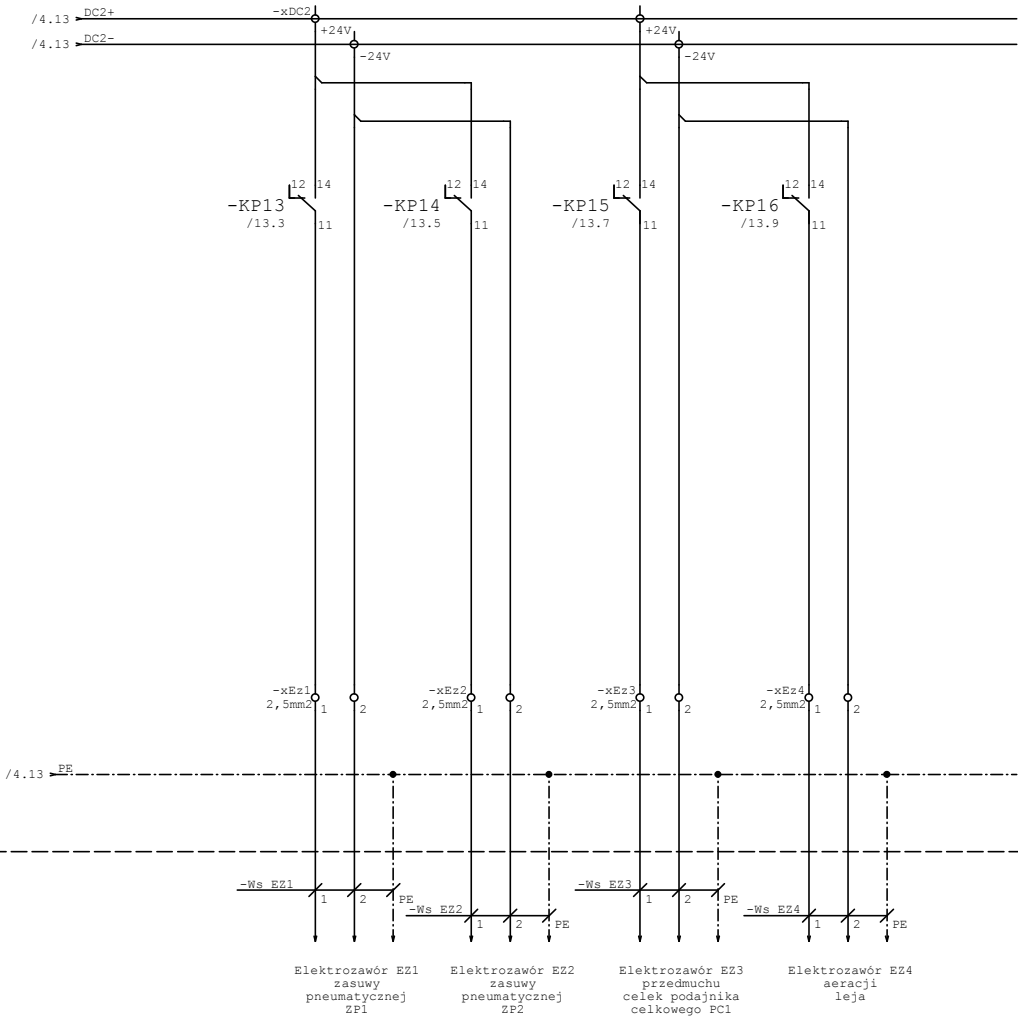 /4.13 DC2+ -xDC2
+24V +24V
/4.13 DC2-
-24V -24V
12 14 12 14 12 14 12 14
-KP13 -KP14 -KP15 -KP16
/13.3 11 /13.5 11 /13.7 11 /13.9 11
-xEz1 -xEz2 -xEz3 -xEz4
2,5mm2 1 2 2,5mm2 1 2 2,5mm2 1 2 2,5mm2 1 2
/4.13 PE
-Ws EZ1 -Ws EZ3
1 2 PE 1 2 PE
-Ws EZ2 -Ws EZ4
1 2 PE 1 2 PE
Elektrozawór EZ1
zasuwy
pneumatycznej
ZP1
Elektrozawór EZ2
zasuwy
pneumatycznej
ZP2
Elektrozawór EZ3
przedmuchu
celek podajnika
celkowego PC1
Elektrozawór EZ4
aeracji
leja